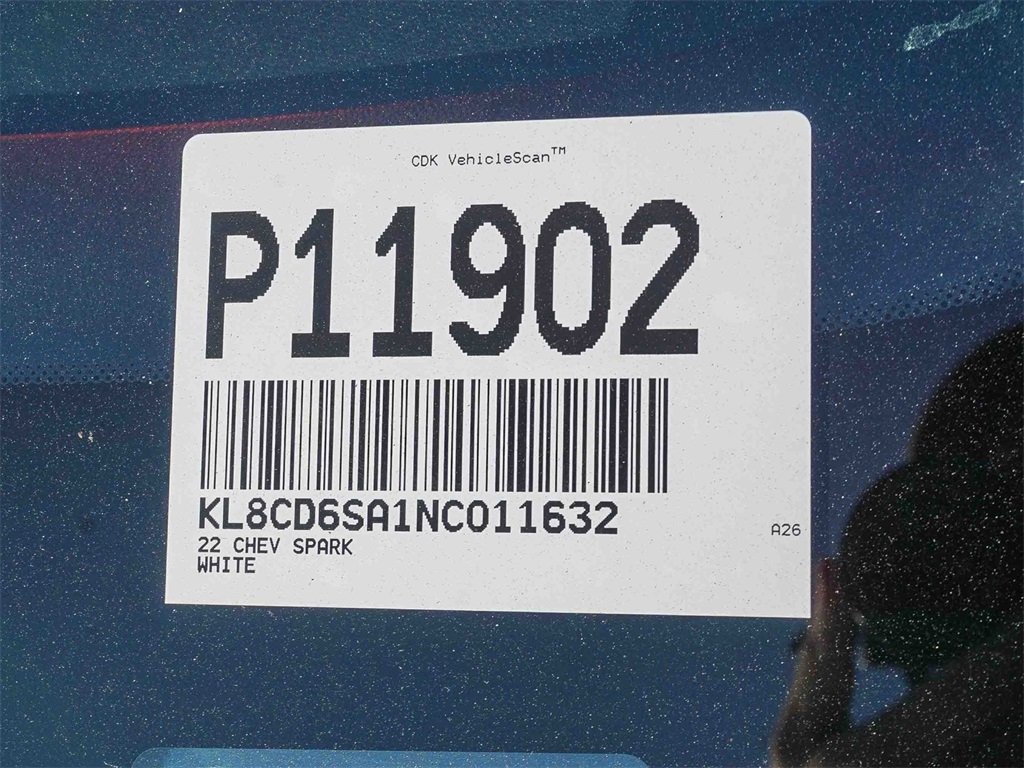 CDK VehicleScan™
P11902
KL8CD6SA1NC011632
22 CHEV SPARK
WHITE
A26